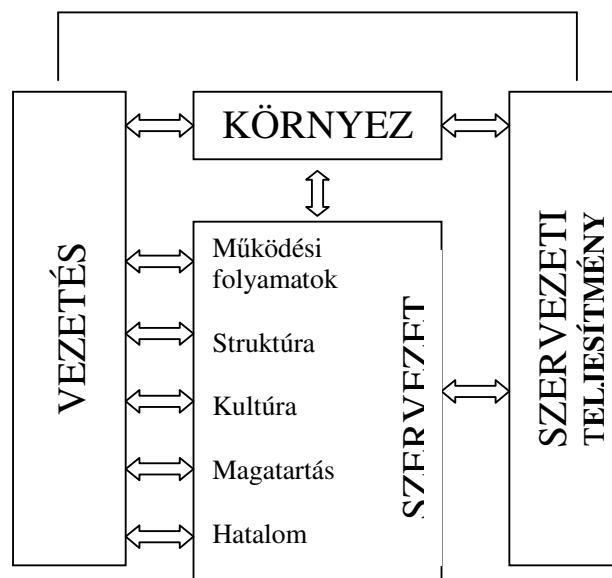 KÖRNYEZ
VEZETÉS
Működési
folyamatok
Struktúra
Kultúra
Magatartás
Hatalom
SZERVEZET
SZERVEZETI
TELJESÍTMÉNY